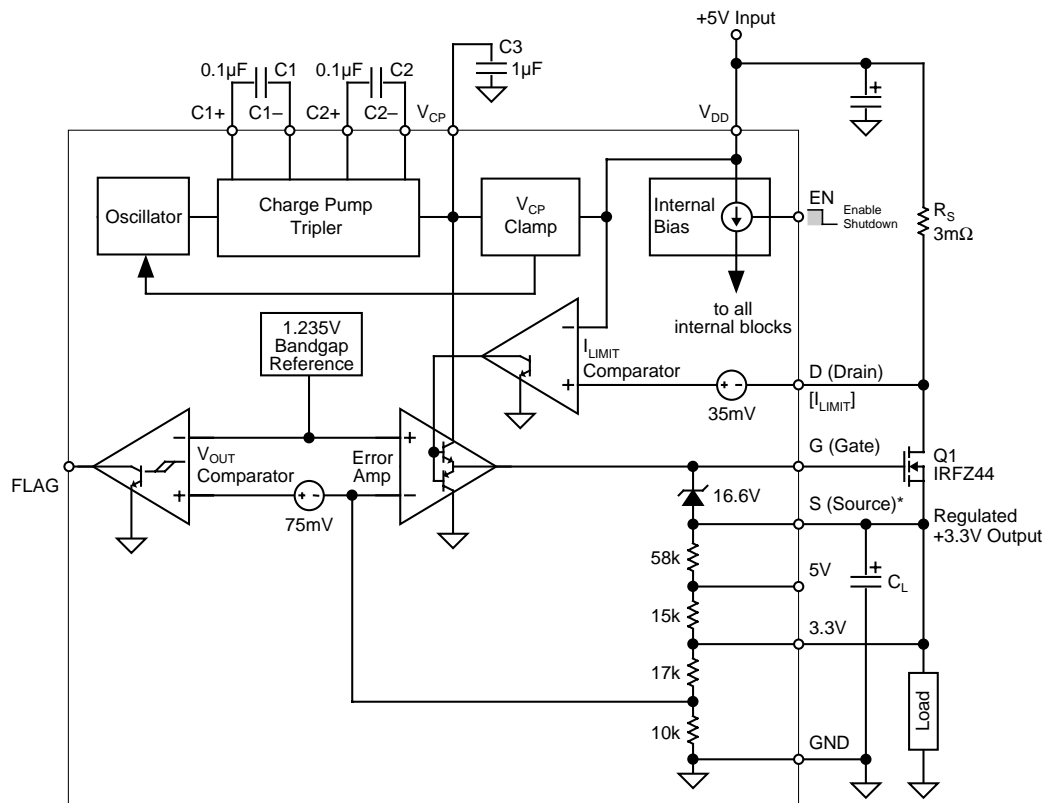 +5V Input
C3
1µF
0.1µF
C1
0.1µF
C2
C1+
C1–
C2+
C2–
VCP
VDD
Oscillator
Charge Pump
Tripler
VCP
Clamp
Internal
Bias
EN
Enable
Shutdown
RS
3mΩ
to all
internal blocks
1.235V
Bandgap
Reference
–
ILIMIT
Comparator
+
+ -
35mV
D (Drain)
[ILIMIT]
–
VOUT
Comparator
+
FLAG
+ -
75mV
Error
Amp
+
–
G (Gate)
Q1
IRFZ44
16.6V
S (Source)*
Regulated
+3.3V Output
58k
5V
+
CL
15k
3.3V
17k
Load
10k
GND
+